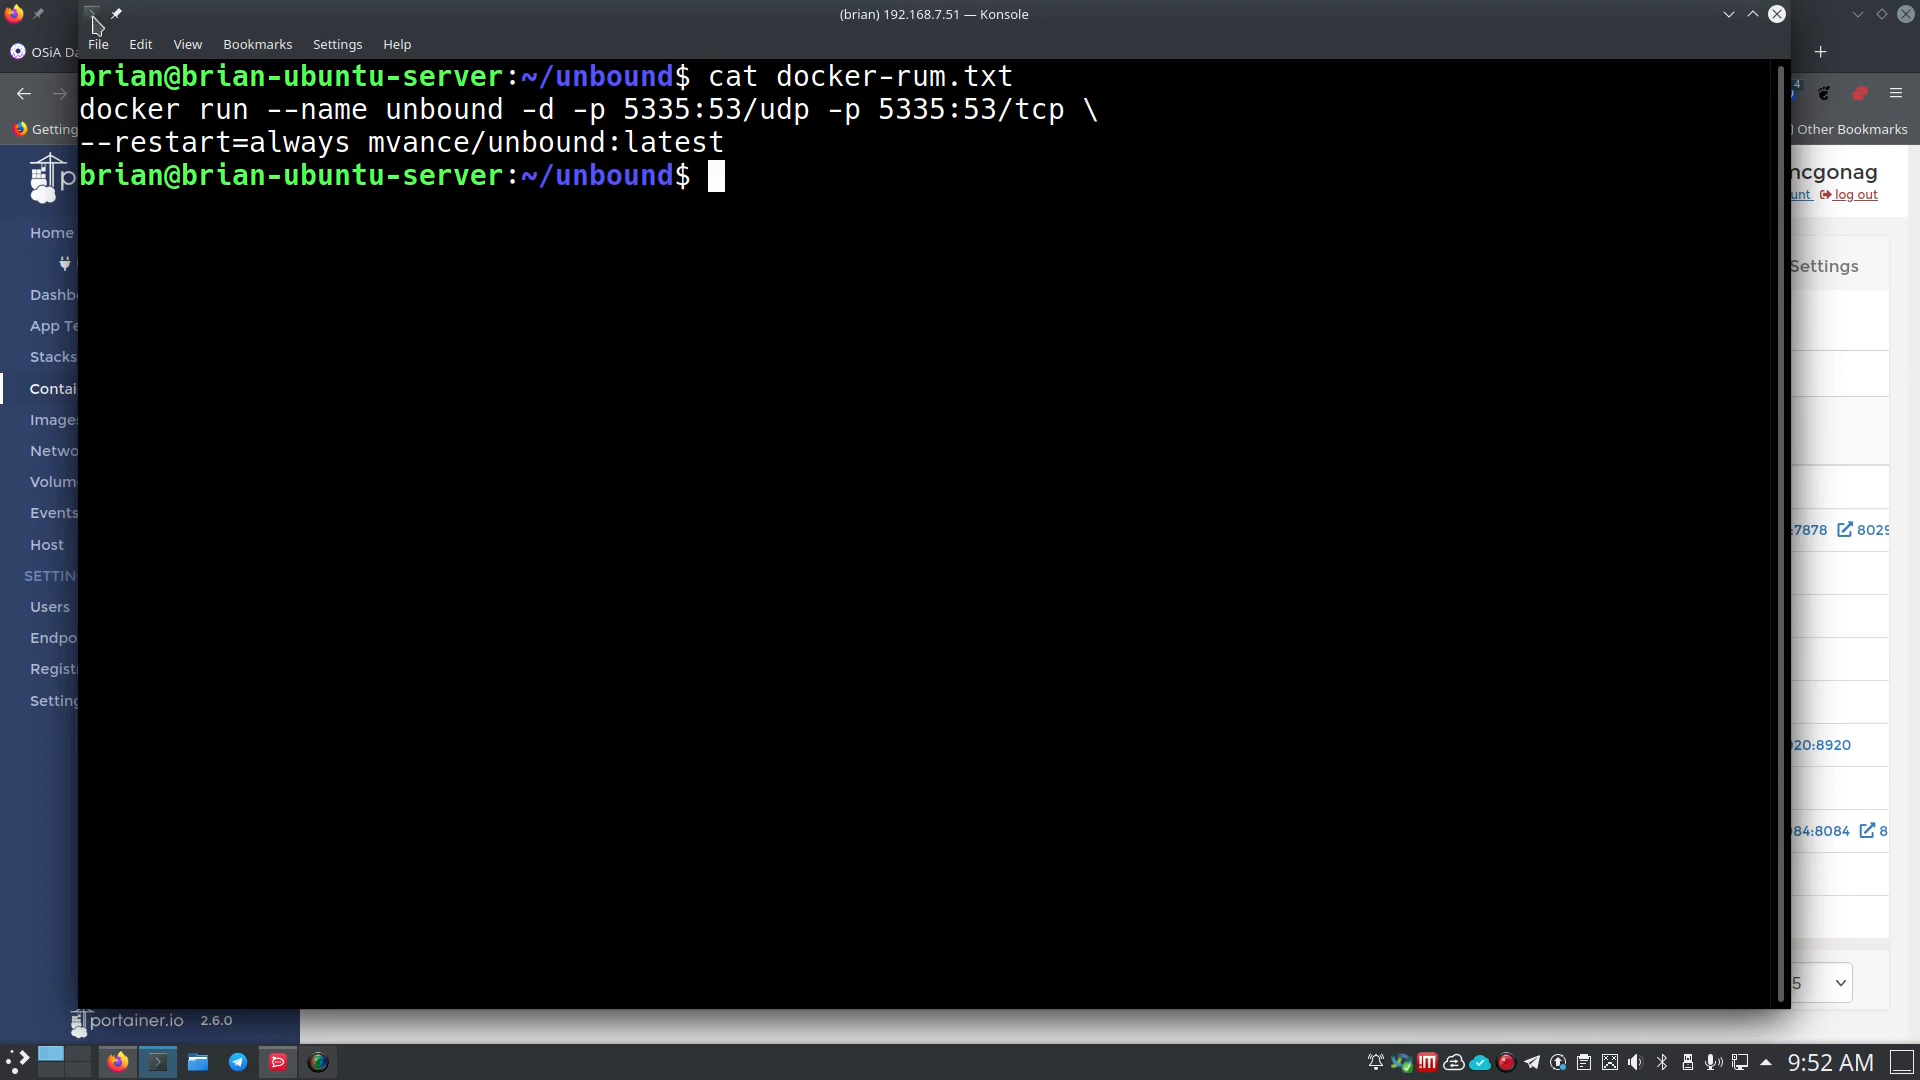 (brian) 192.168.7.51 — Konsole
File Edit View Bookmarks Settings Help
brian@brian-ubuntu-server:~/unbound$ cat docker-rum.txt
docker run --name unbound -d -p 5335:53/udp -p 5335:53/tcp \
--restart=always mvance/unbound:latest
brian@brian-ubuntu-server:~/unbound$
OSiA Da
Getting
Other Bookmarks
mcgonag
unt log out
Home
Dashb
App Te
Stacks
Contai
Images
Netwo
Volum
Events
Host
SETTIN
Users
Endpo
Regist
Setting
Settings
:7878 8029
20:8920
84:8084 8
5
portainer.io 2.6.0
9:52 AM